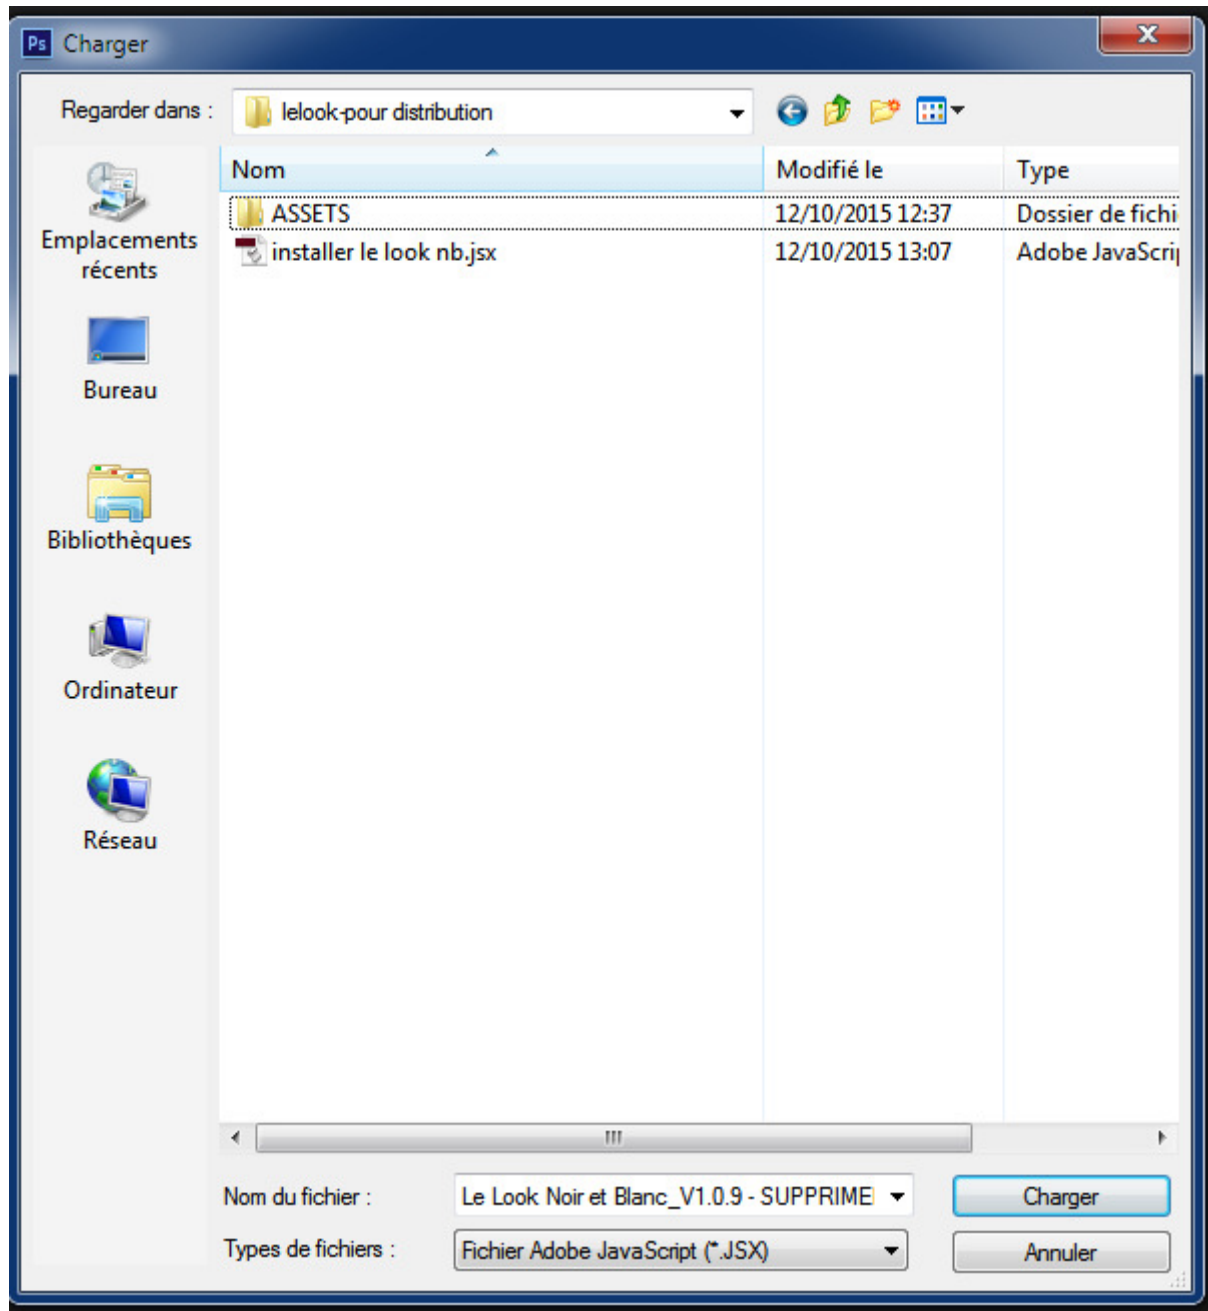 Ps Charger
Regarder dans : lelook-pour distribution
Nom Modifié le Type
ASSETS 12/10/2015 12:37 Dossier de fichi
installer le look nb.jsx 12/10/2015 13:07 Adobe JavaScrip
Emplacements
récents
Bureau
Bibliothèques
Ordinateur
Réseau
Nom du fichier : Le Look Noir et Blanc_V1.0.9 - SUPPRIME Charger
Types de fichiers : Fichier Adobe JavaScript (*.JSX) Annuler